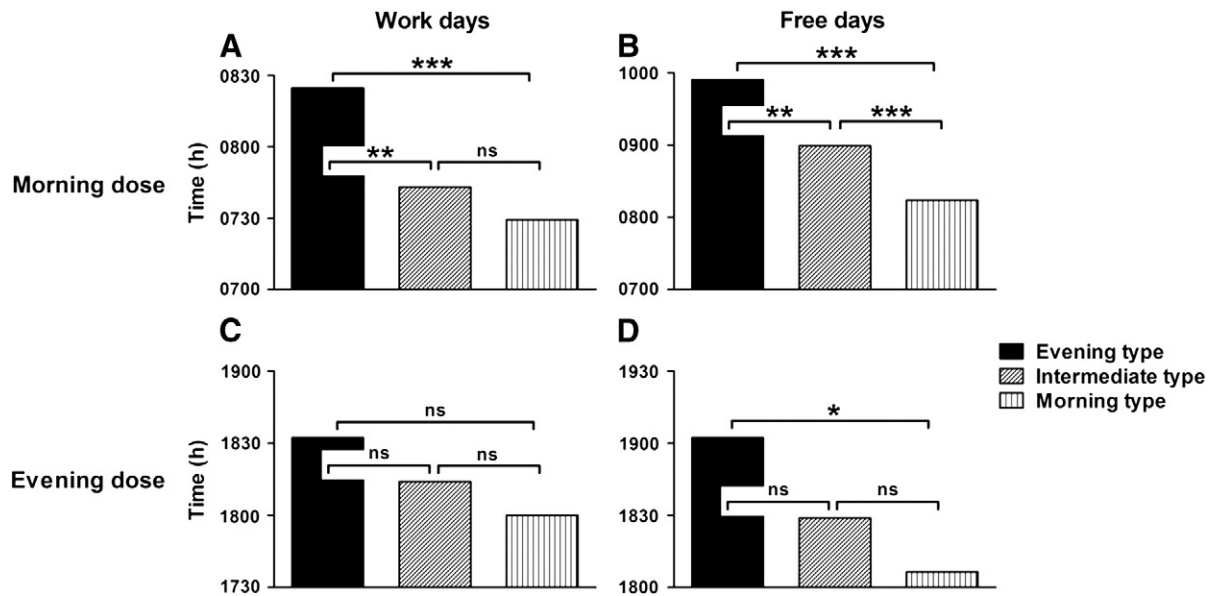 Work days
Free days
A
B
***
***
**
ns
**
***
0830
0800
0730
0700
Time (h)
1000
0900
0800
0700
Morning dose
C
D
ns
*
ns
ns
ns
ns
1900
1830
1800
1730
Time (h)
1930
1900
1830
1800
Evening dose
Evening type
Intermediate type
Morning type